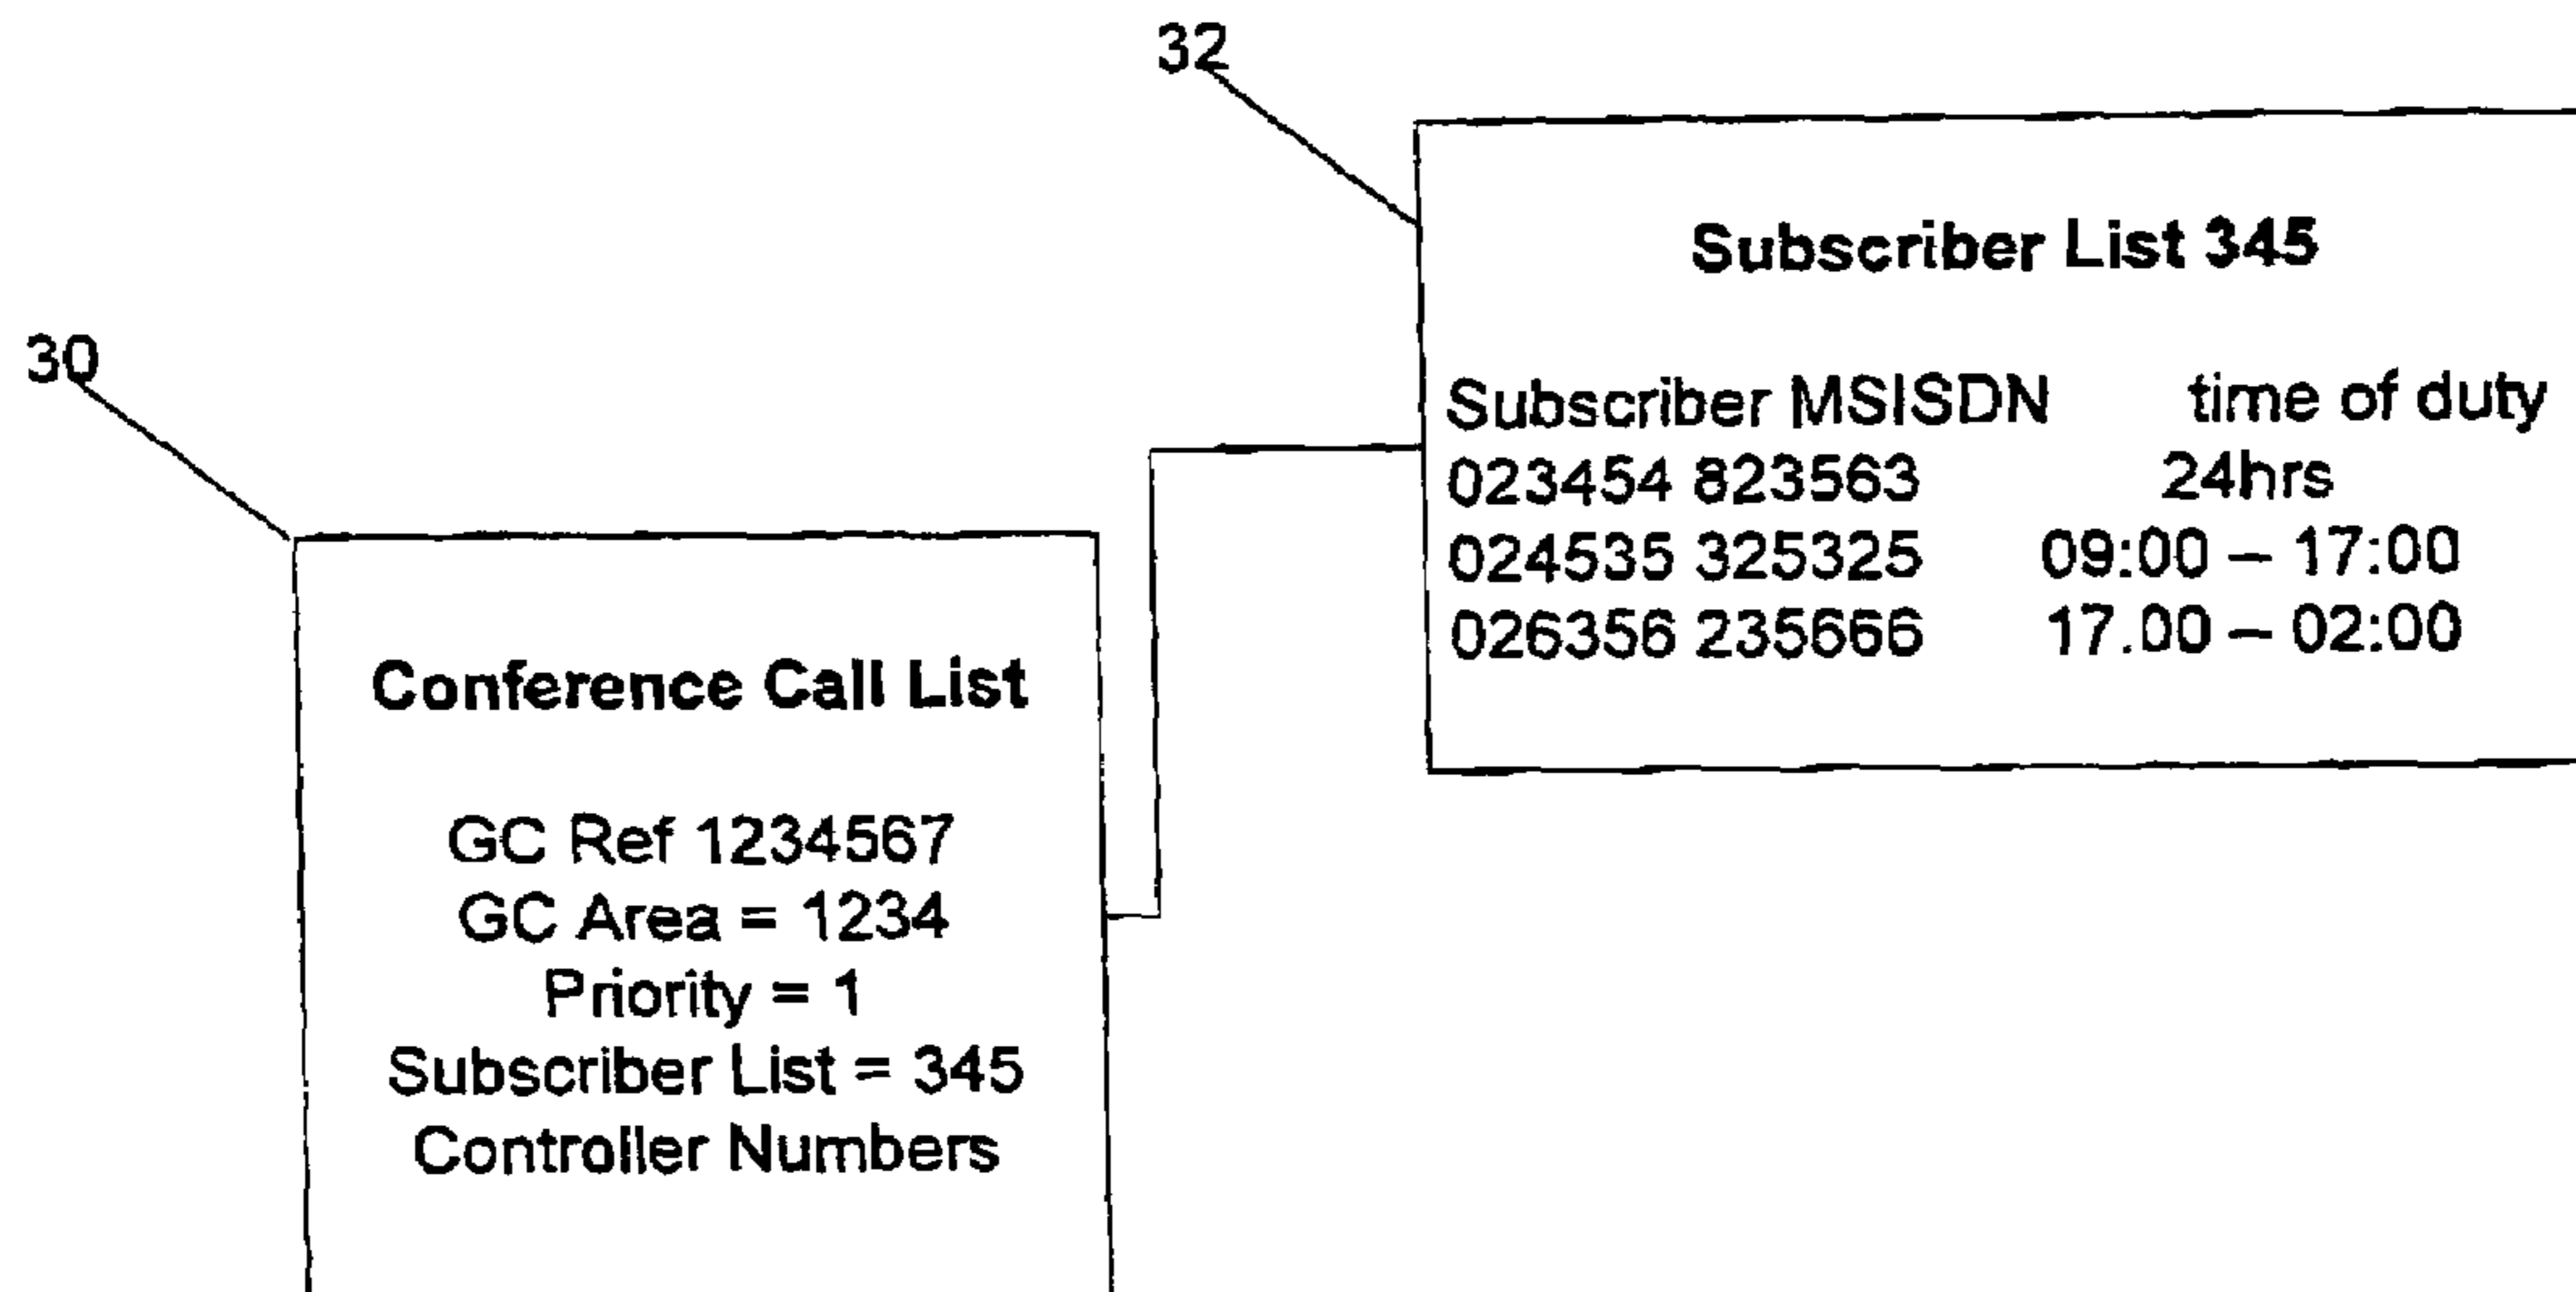 32
Subscriber List 345
Subscriber MSISDN time of duty
023454 823563 24hrs
024535 325325 09:00 – 17:00
026356 235666 17.00 – 02:00
30
Conference Call List
GC Ref 1234567
GC Area = 1234
Priority = 1
Subscriber List = 345
Controller Numbers